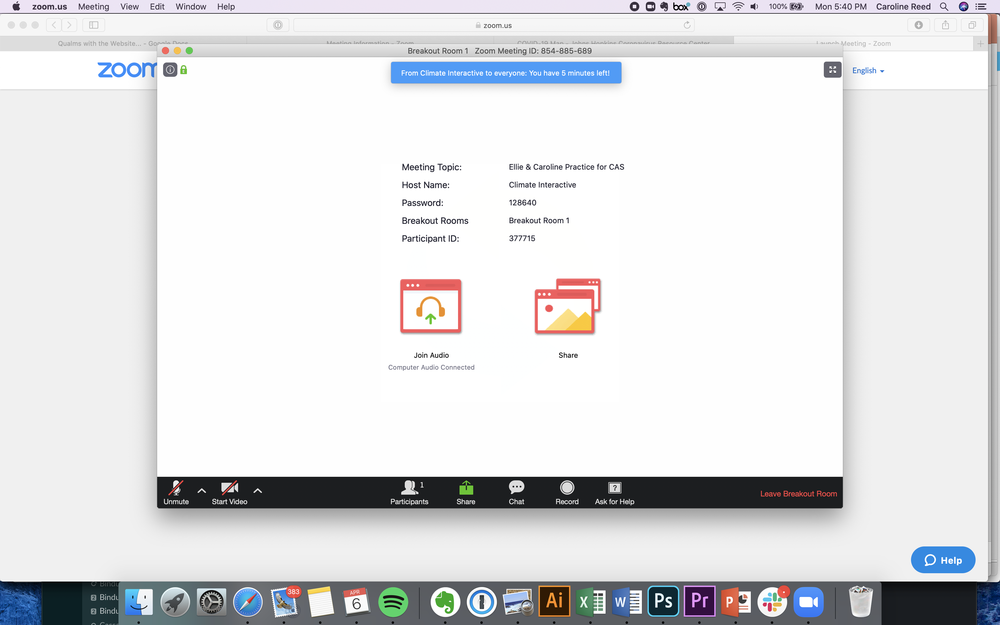 zoom.us Meeting View Edit Window Help box 100% Mon 5:40 PM Caroline Reed
zoom.us
Qualms with the Website... - Google Docs Meeting Information - Zoom COVID-19 Map - Johns Hopkins Coronavirus Resource Center Launch Meeting - Zoom
Breakout Room 1 Zoom Meeting ID: 854-885-689
zoom
E
From Climate Interactive to everyone: You have 5 minutes left!
English
Meeting Topic: Ellie & Caroline Practice for CAS
Host Name: Climate Interactive
Password: 128640
Breakout Rooms Breakout Room 1
Participant ID: 377715
Join Audio Share
Computer Audio Connected
1
Unmute Start Video Participants Share Chat Record Ask for Help Leave Breakout Room
Help
Bindu
2 Bindu
2 Bindu
383
APR
6
Ai X W Ps Pr P